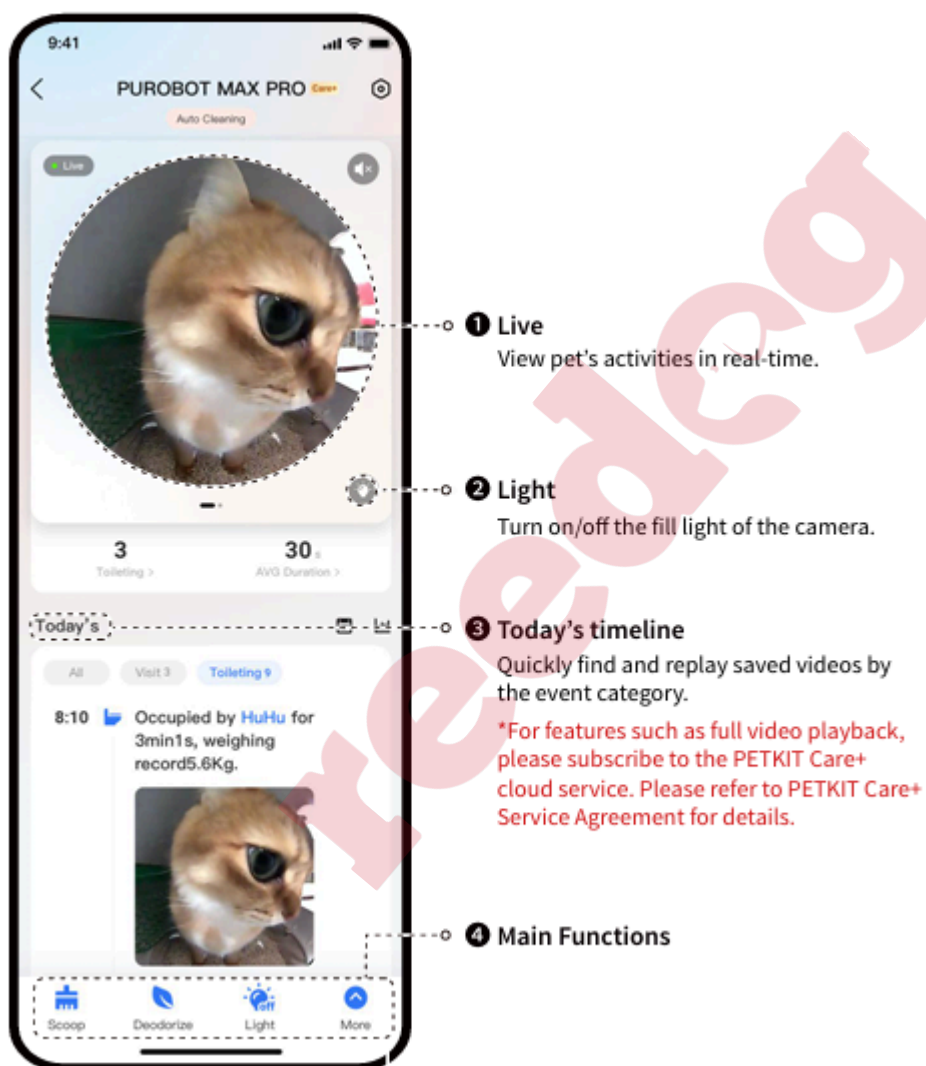 9:41
PUROBOT MAX PRO Care+
Auto Cleaning
Live
❶ Live
View pet's activities in real-time.
❷ Light
Turn on/off the fill light of the camera.
3 30s
Toileting > AVG Duration >
Today's
❸ Today's timeline
Quickly find and replay saved videos by
the event category.
*For features such as full video playback,
please subscribe to the PETKIT Care+
cloud service. Please refer to PETKIT Care+
Service Agreement for details.
All Visit 3 Toileting 9
8:10 Occupied by HuHu for
3min1s, weighing
record5.6Kg.
❹ Main Functions
off
Scoop Deodorize Light More
reedog